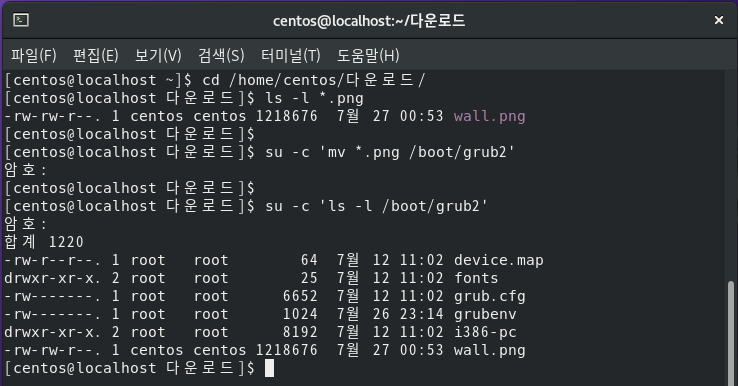 centos@localhost:~/다운로드
파일(F) 편집(E) 보기(V) 검색(S) 터미널(T) 도움말(H)
[centos@localhost ~]$ cd /home/centos/다운로드/
[centos@localhost 다운로드]$ ls -l *.png
-rw-rw-r--. 1 centos centos 1218676  7월 27 00:53 wall.png
[centos@localhost 다운로드]$
[centos@localhost 다운로드]$ su -c 'mv *.png /boot/grub2'
암호:
[centos@localhost 다운로드]$
[centos@localhost 다운로드]$ su -c 'ls -l /boot/grub2'
암호:
합계 1220
-rw-r--r--. 1 root   root        64  7월 12 11:02 device.map
drwxr-xr-x. 2 root   root        25  7월 12 11:02 fonts
-rw-------. 1 root   root      6652  7월 12 11:02 grub.cfg
-rw-------. 1 root   root      1024  7월 26 23:14 grubenv
drwxr-xr-x. 2 root   root      8192  7월 12 11:02 i386-pc
-rw-rw-r--. 1 centos centos 1218676  7월 27 00:53 wall.png
[centos@localhost 다운로드]$